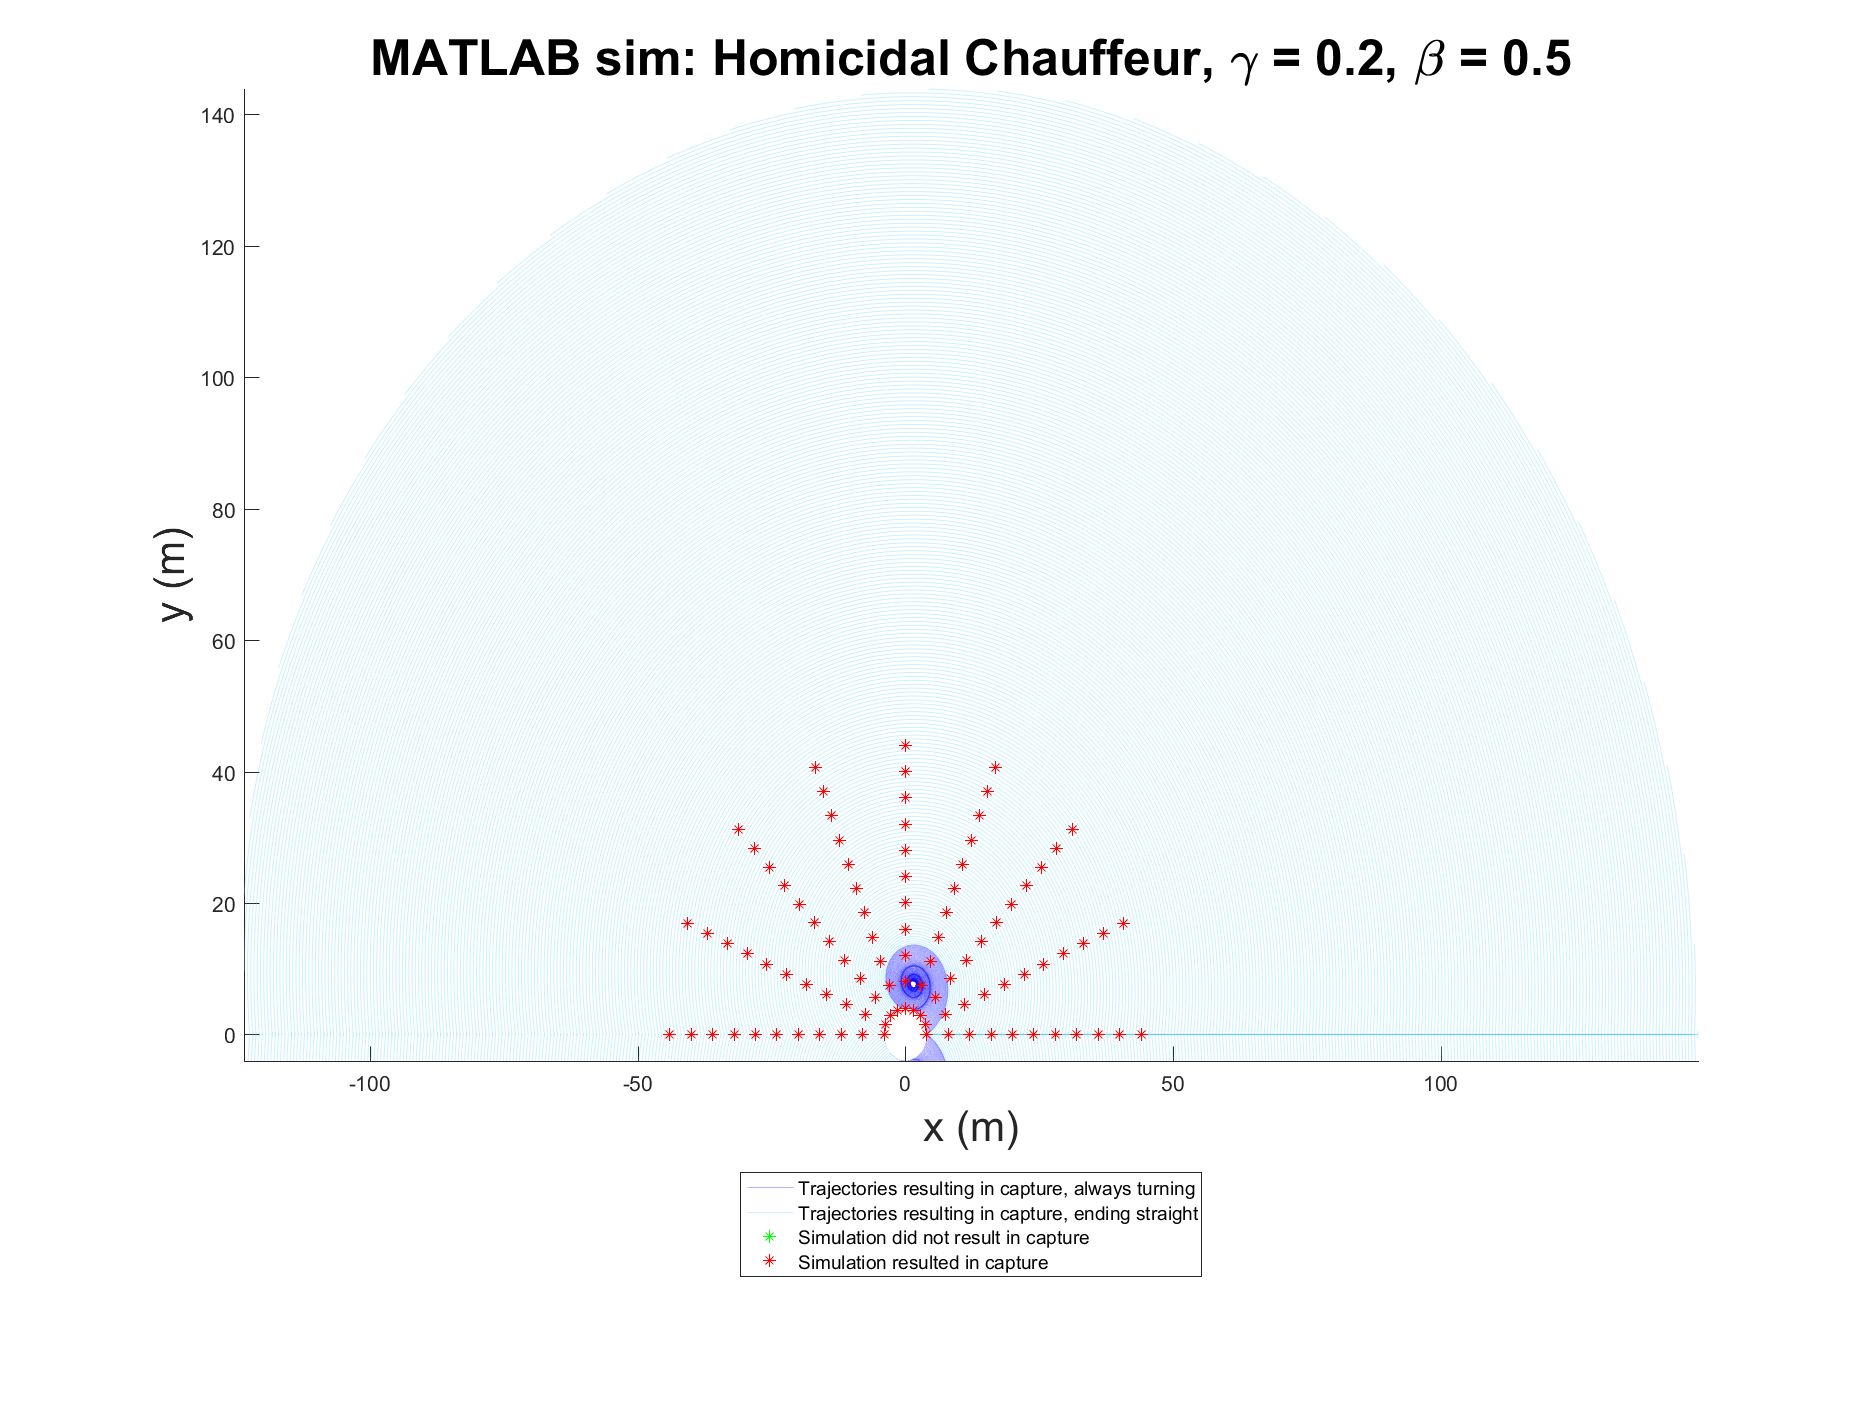 MATLAB sim: Homicidal Chauffeur, γ = 0.2, β = 0.5
140
120
100
80
60
40
20
0
y (m)
-100 -50 0 50 100
x (m)
Trajectories resulting in capture, always turning
Trajectories resulting in capture, ending straight
Simulation did not result in capture
Simulation resulted in capture